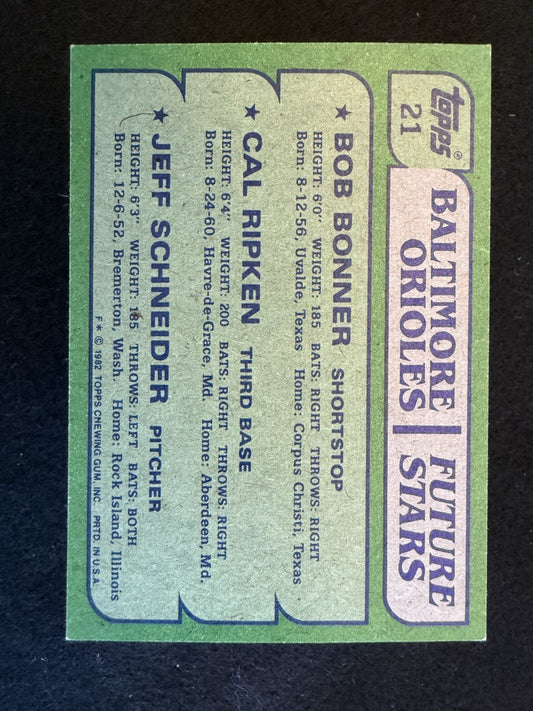 topps®
21
BALTIMORE ORIOLES
FUTURE STARS
★ BOB BONNER SHORTSTOP
HEIGHT: 6'0" WEIGHT: 185 BATS: RIGHT THROWS: RIGHT
Born: 8-12-56, Uvalde, Texas Home: Corpus Christi, Texas
★ CAL RIPKEN THIRD BASE
HEIGHT: 6'4" WEIGHT: 200 BATS: RIGHT THROWS: RIGHT
Born: 8-24-60, Havre-de-Grace, Md. Home: Aberdeen, Md.
★ JEFF SCHNEIDER PITCHER
HEIGHT: 6'3" WEIGHT: 185 THROWS: LEFT BATS: BOTH
Born: 12-6-52, Bremerton, Wash. Home: Rock Island, Illinois
F* © 1982 TOPPS CHEWING GUM, INC. PRTD. IN U.S.A.